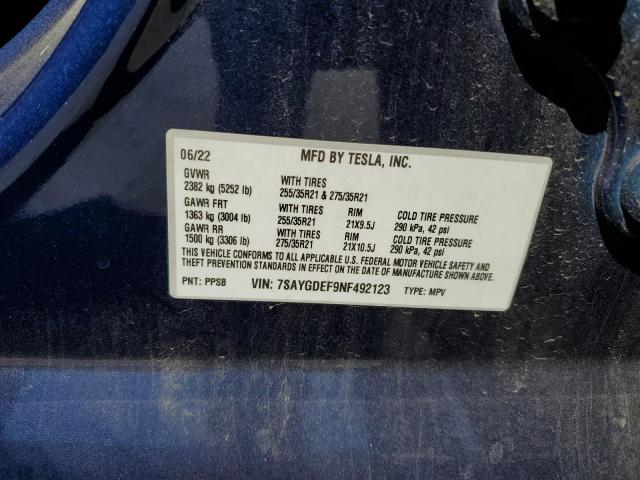 06/22 MFD BY TESLA, INC.
GVWR WITH TIRES
2382 kg (5252 lb) 255/35R21 & 275/35R21
GAWR FRT WITH TIRES RIM COLD TIRE PRESSURE
1363 kg (3004 lb) 255/35R21 21X9.5J 290 kPa, 42 psi
GAWR RR WITH TIRES RIM COLD TIRE PRESSURE
1500 kg (3306 lb) 275/35R21 21X10.5J 290 kPa, 42 psi
THIS VEHICLE CONFORMS TO ALL APPLICABLE U.S. FEDERAL MOTOR VEHICLE SAFETY AND
THEFT PREVENTION STANDARDS IN EFFECT ON THE DATE OF MANUFACTURE SHOWN ABOVE.
PNT: PPSB VIN: 7SAYGDEF9NF492123 TYPE: MPV